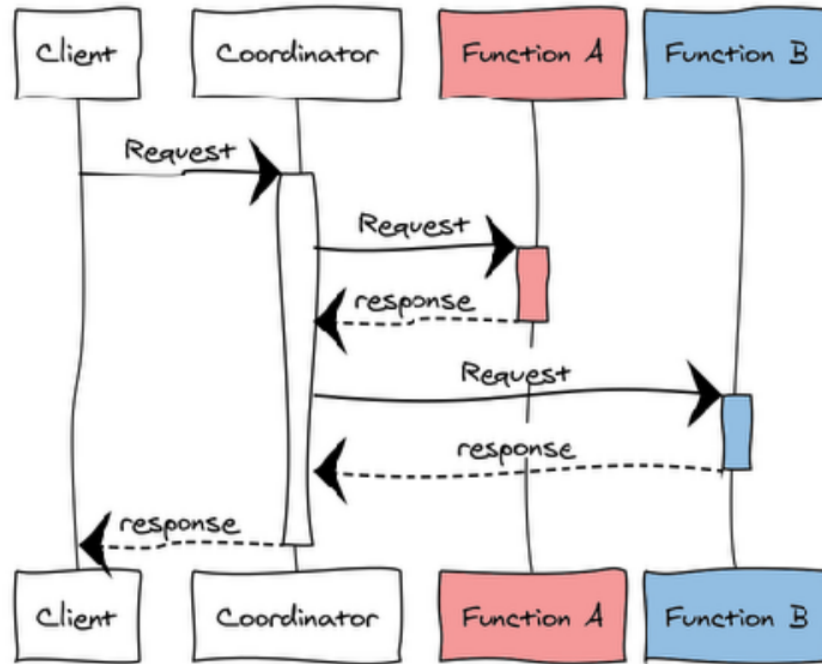 Client
Coordinator
Function A
Function B
Request
Request
response
Request
response
response
Client
Coordinator
Function A
Function B